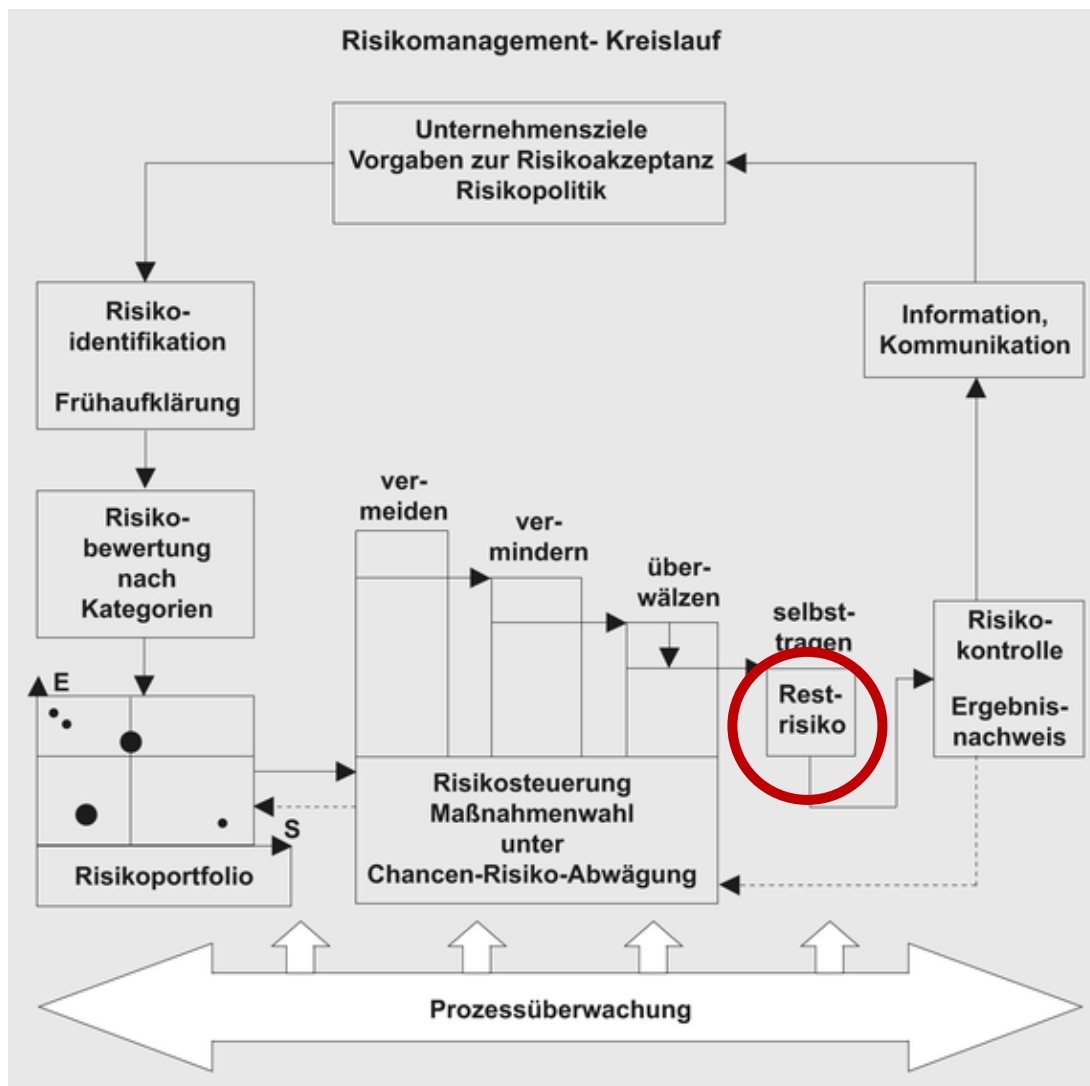 Risikomanagement- Kreislauf
Unternehmensziele
Vorgaben zur Risikoakzeptanz
Risikopolitik
Risiko-
identifikation
Frühaufklärung
Risiko-
bewertung
nach
Kategorien
E
S
Risikoportfolio
ver-
meiden
ver-
mindern
über-
wälzen
selbst-
tragen
Rest-
risiko
Risikosteuerung
Maßnahmenwahl
unter
Chancen-Risiko-Abwägung
Risiko-
kontrolle
Ergebnis-
nachweis
Information,
Kommunikation
Prozessüberwachung